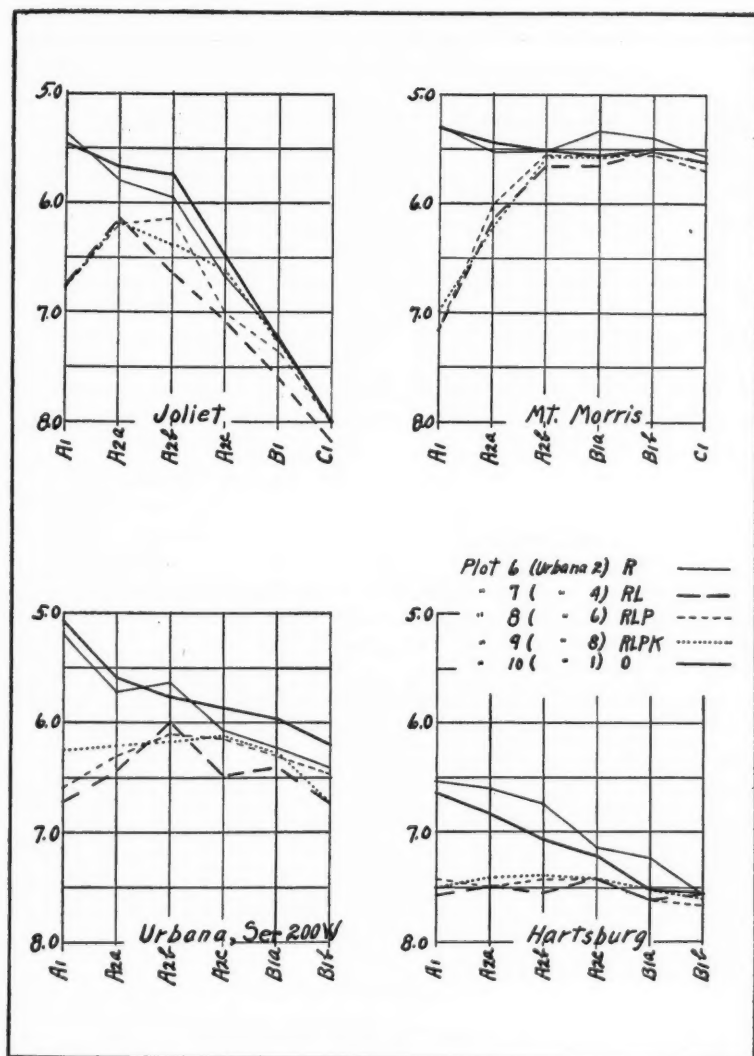 5.0
6.0
7.0
8.0
Joliet
A1 A2a A2b A2c B1 C1
5.0
6.0
7.0
8.0
Mt. Morris
A1 A2a A2b B1a B1b C1
Plot 6 (Urbana 2) R
" 7 ( " 4) RL
" 8 ( " 6) RLP
" 9 ( " 8) RLPK
" 10 ( " 1) O
5.0
6.0
7.0
8.0
Urbana, Ser 200W
A1 A2a A2b A2c B1a B1b
5.0
6.0
7.0
8.0
Hartsburg
A1 A2a A2b A2c B1a B1b